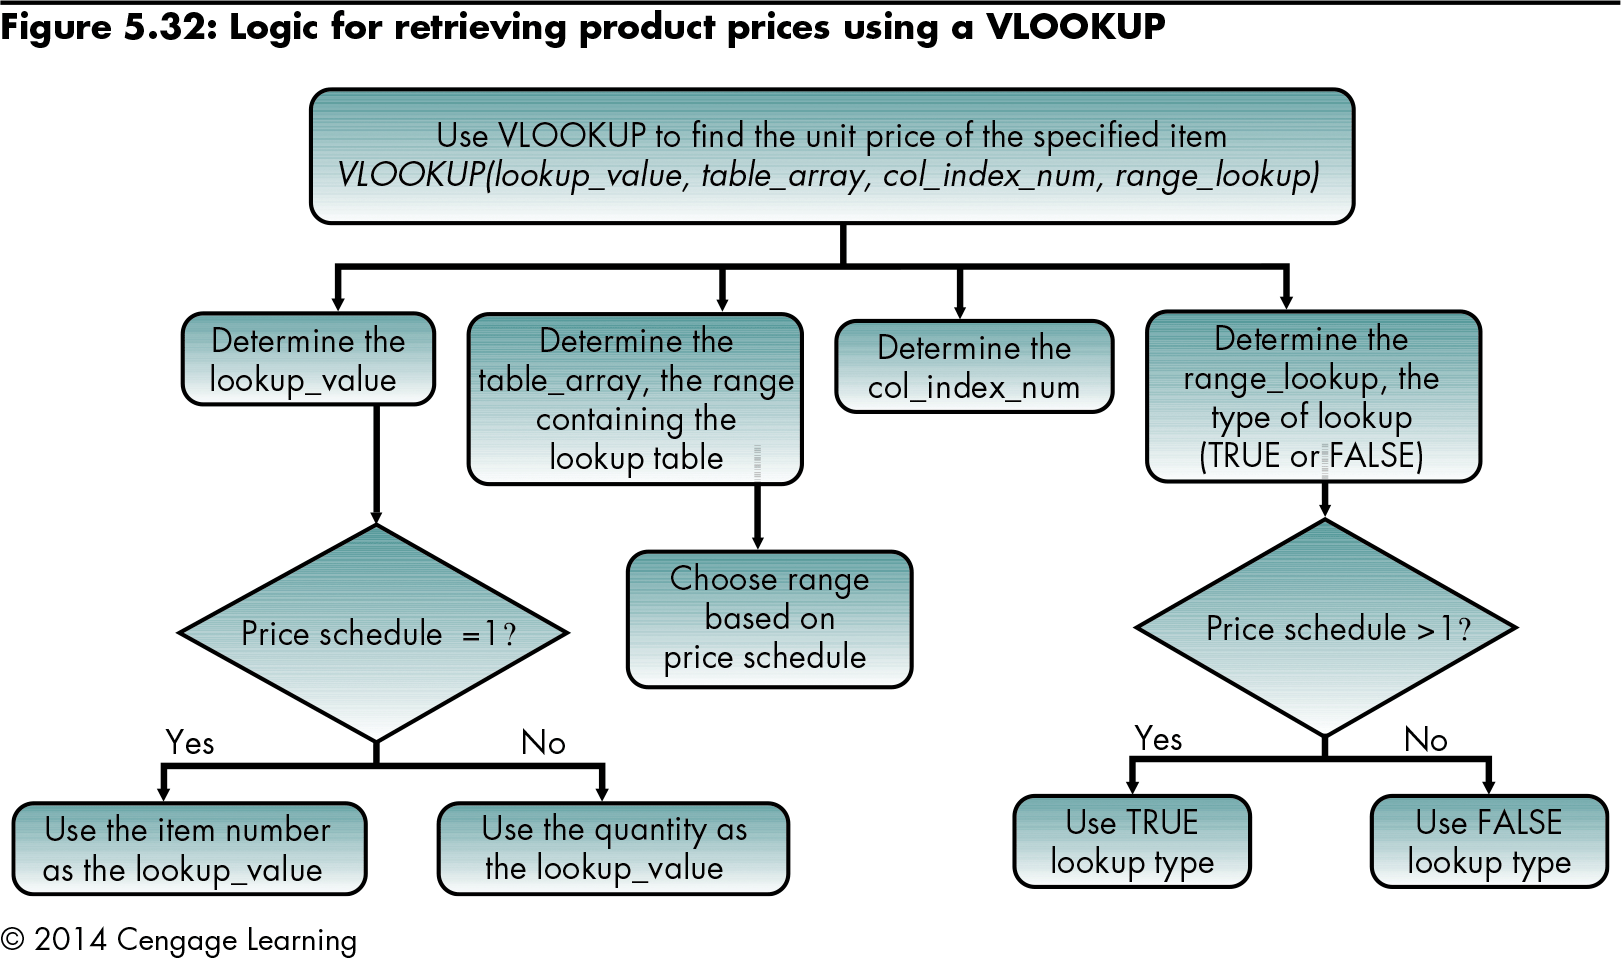 Figure 5.32: Logic for retrieving product prices using a VLOOKUP
Use VLOOKUP to find the unit price of the specified item
VLOOKUP(lookup_value, table_array, col_index_num, range_lookup)
Determine the
lookup_value
Determine the
table_array, the range
containing the
lookup table
Determine the
col_index_num
Determine the
range_lookup, the
type of lookup
(TRUE or FALSE)
Price schedule =1?
Choose range
based on
price schedule
Price schedule >1?
Yes
No
Yes
No
Use the item number
as the lookup_value
Use the quantity as
the lookup_value
Use TRUE
lookup type
Use FALSE
lookup type
© 2014 Cengage Learning